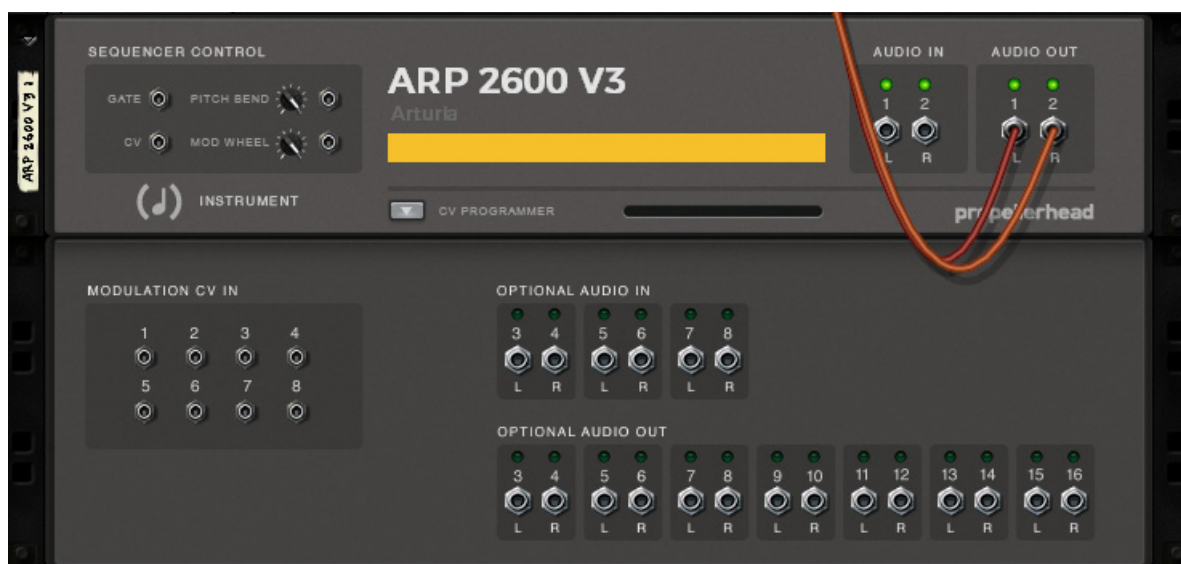 ARP 2600 V3 1
SEQUENCER CONTROL
GATE PITCH BEND
CV MOD WHEEL
INSTRUMENT
ARP 2600 V3
Arturia
CV PROGRAMMER
AUDIO IN
1 2
L R
AUDIO OUT
1 2
L R
propellerhead
MODULATION CV IN
1 2 3 4
5 6 7 8
OPTIONAL AUDIO IN
3 4 5 6 7 8
L R L R L R
OPTIONAL AUDIO OUT
3 4 5 6 7 8 9 10 11 12 13 14 15 16
L R L R L R L R L R L R L R